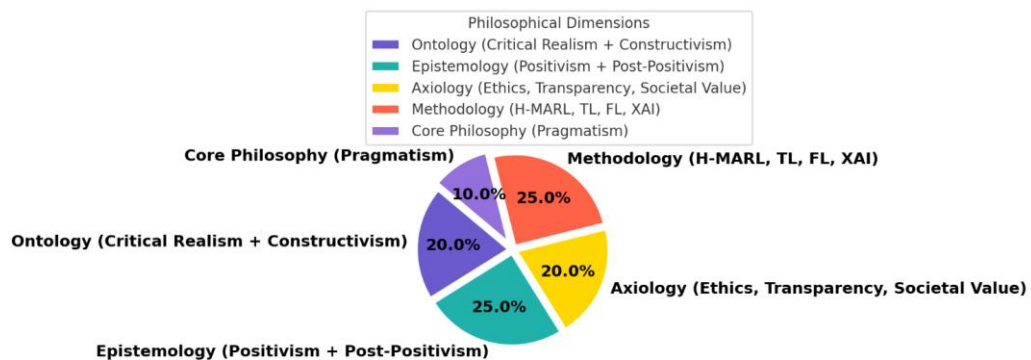 Philosophical Dimensions
Ontology (Critical Realism + Constructivism)
Epistemology (Positivism + Post-Positivism)
Axiology (Ethics, Transparency, Societal Value)
Methodology (H-MARL, TL, FL, XAI)
Core Philosophy (Pragmatism)
Core Philosophy (Pragmatism)
Methodology (H-MARL, TL, FL, XAI)
10.0%
25.0%
Ontology (Critical Realism + Constructivism)
20.0%
20.0%
Axiology (Ethics, Transparency, Societal Value)
25.0%
Epistemology (Positivism + Post-Positivism)